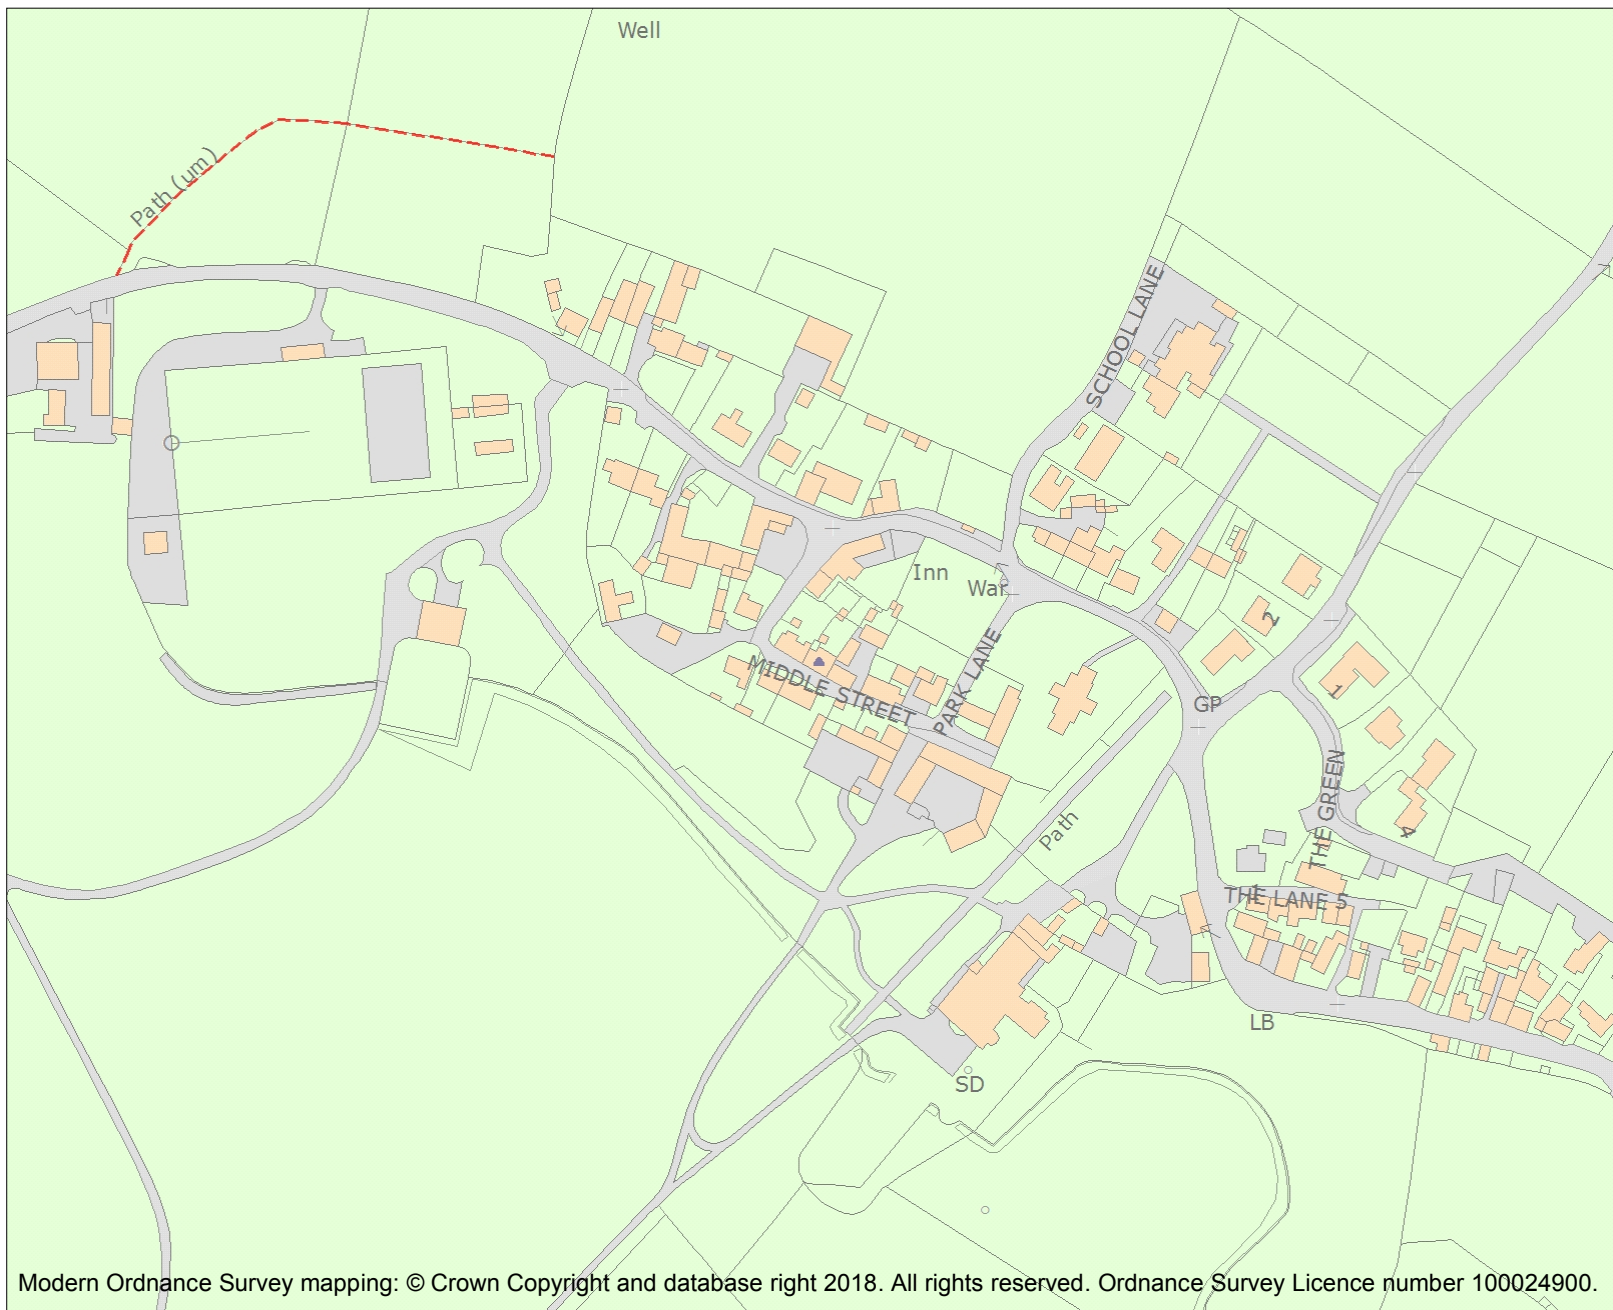 Well
Path (um)
SCHOOL LANE
Inn
War
2
PARK LANE
MIDDLE STREET
1
GP
THE GREEN
Path
4
THE LANE 5
1
LB
SD
Modern Ordnance Survey mapping: © Crown Copyright and database right 2018. All rights reserved. Ordnance Survey Licence number 100024900.